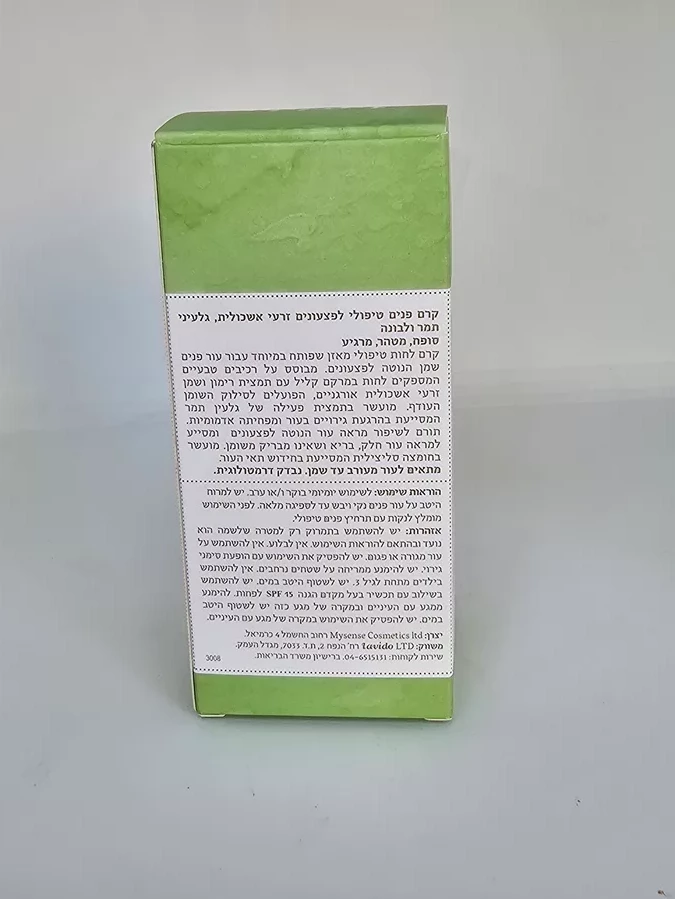 קרם פנים טיפולי לפצעונים זרעי אשכולית, גלעיני
תמר ולבונה
סופח, מטהר, מרגיע
קרם לחות טיפולי מאזן שפותח במיוחד עבור עור פנים
שמן הנוטה לפצעונים. מבוסס על רכיבים טבעיים
המספקים לחות במרקם קליל עם תמצית רימון ושמן
זרעי אשכולית אורגניים, הפועלים לסילוק השומן
העודף. מועשר בתמצית פעילה של גלעין תמר
המסייעת בהרגעת גירויים בעור ומפחיתה אדמומיות.
תורם לשיפור מראה עור הנוטה לפצעונים ומסייע
למראה עור חלק, בריא ושאינו מבריק משומן. מועשר
בחומצה סליצילית המסייעת בחידוש תאי העור.
מתאים לעור מעורב עד שמן. נבדק דרמטולוגית.
הוראות שימוש: לשימוש יומיומי בוקר ו/או ערב. יש למרוח
היטב על עור פנים נקי ויבש עד לספיגה מלאה. לפני השימוש
מומלץ לנקות עם תרחיץ פנים טיפולי.
אזהרות: יש להשתמש בתמרוק רק למטרה שלשמה הוא
נועד ובהתאם להוראות השימוש. אין לבלוע. אין להשתמש על
עור מגורה או פגום. יש להפסיק את השימוש עם הופעת סימני
גירוי. יש להימנע ממריחה על שטחים נרחבים. אין להשתמש
בילדים מתחת לגיל 3. יש לשטוף היטב במים. יש להשתמש
בשילוב עם תכשיר בעל מקדם הגנה SPF 15 לפחות. להימנע
ממגע עם העיניים ובמקרה של מגע כזה יש לשטוף היטב
במים. יש להפסיק את השימוש במקרה של מגע עם העיניים.
יצרן: Mysense Cosmetics ltd רחוב החשמל 4 כרמיאל.
משווק: Lavido LTD רח' הנפח 2, ת.ד. 7033, מגדל העמק.
שירות לקוחות: 04-6515131. ברישיון משרד הבריאות.
3008